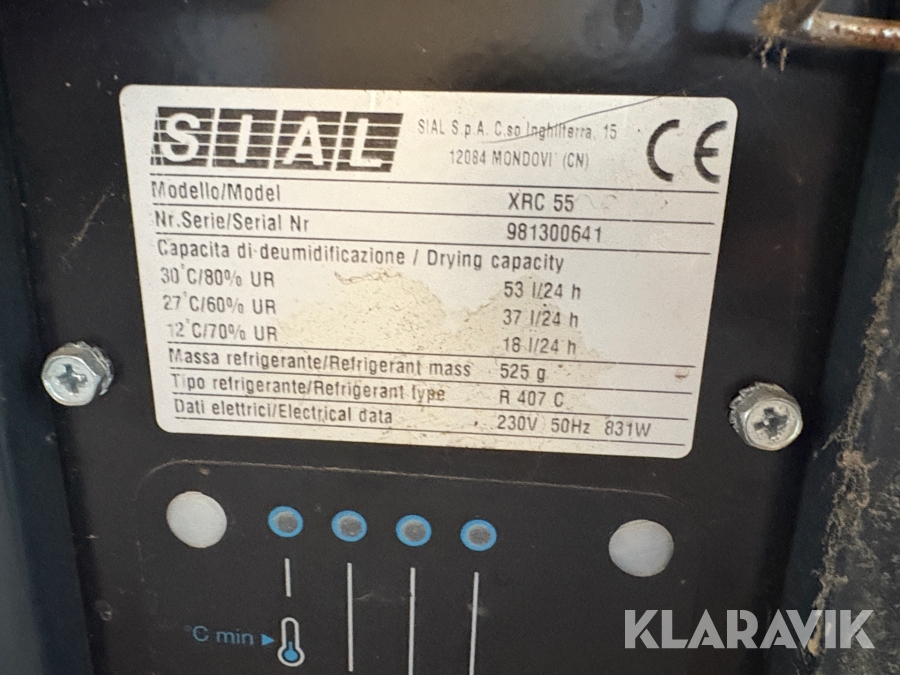 SIAL
SIAL S.p.A. C.so Inghilterra, 15
12084 MONDOVI' (CN)
CE
Modello/Model XRC 55
Nr.Serie/Serial Nr 981300641
Capacita di deumidificazione / Drying capacity
30°C/80% UR 53 l/24 h
27°C/60% UR 37 l/24 h
12°C/70% UR 18 l/24 h
Massa refrigerante/Refrigerant mass 525 g
Tipo refrigerante/Refrigerant type R 407 C
Dati elettrici/Electrical data 230V 50Hz 831W
°C min
KLARAVIK